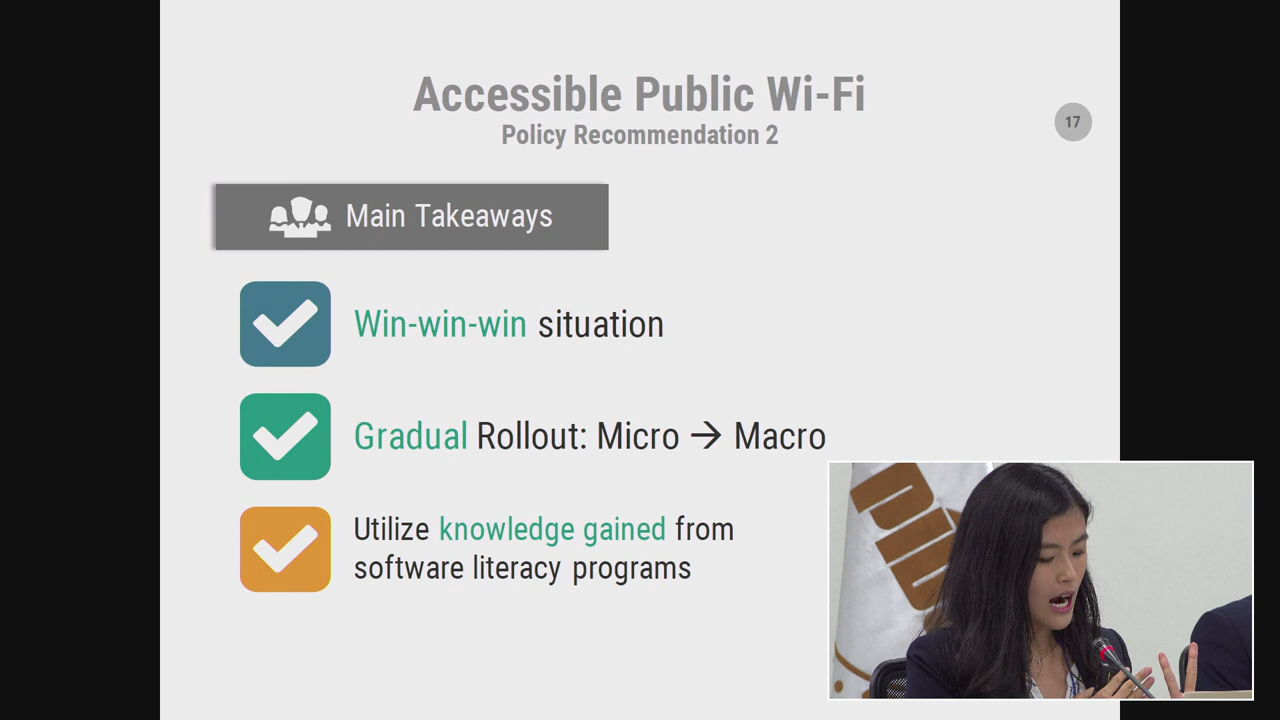 Accessible Public Wi-Fi
Policy Recommendation 2
17
Main Takeaways
Win-win-win situation
Gradual Rollout: Micro → Macro
Utilize knowledge gained from
software literacy programs